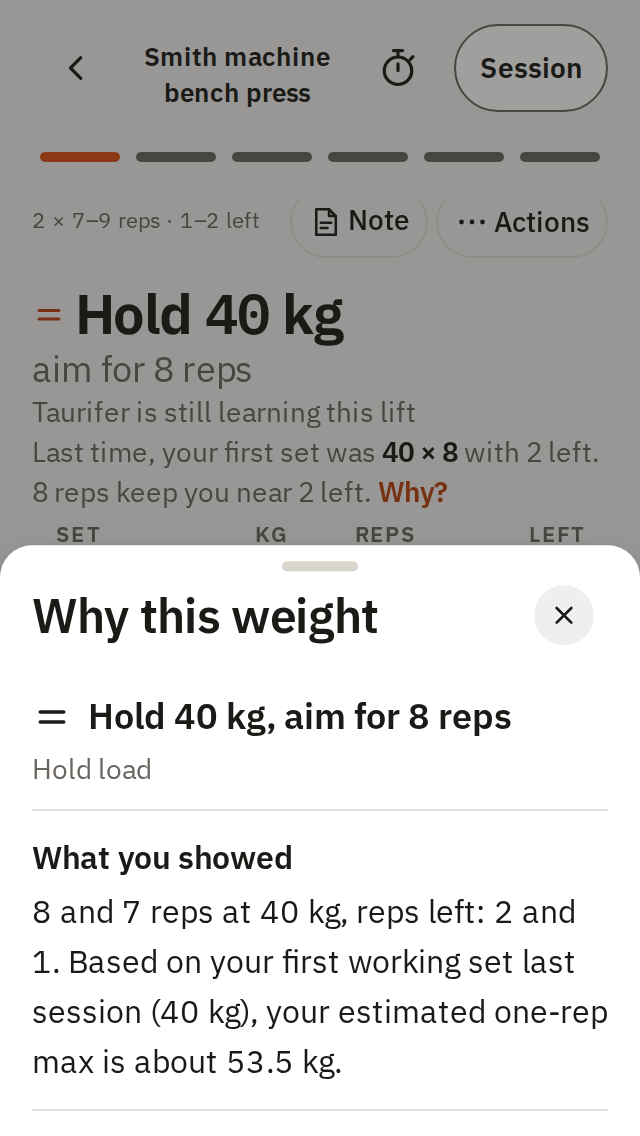 Smith machine
bench press
Session
2 × 7–9 reps · 1–2 left
Note
Actions
= Hold 40 kg
aim for 8 reps
Taurifer is still learning this lift
Last time, your first set was 40 × 8 with 2 left.
8 reps keep you near 2 left. Why?
SET KG REPS LEFT
Why this weight
= Hold 40 kg, aim for 8 reps
Hold load
What you showed
8 and 7 reps at 40 kg, reps left: 2 and
1. Based on your first working set last
session (40 kg), your estimated one-rep
max is about 53.5 kg.